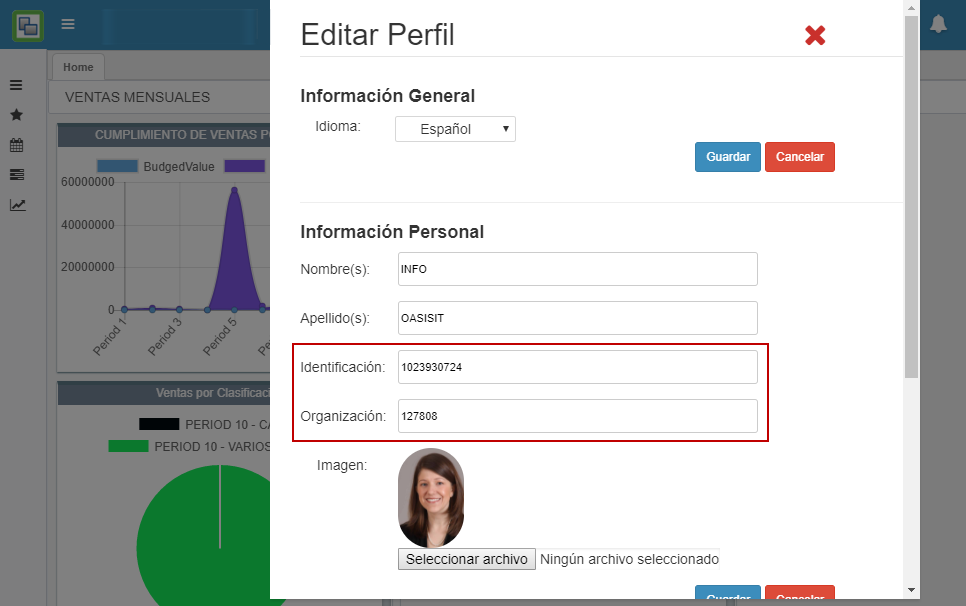 Editar Perfil
Home
VENTAS MENSUALES
Información General
Idioma: Español
CUMPLIMIENTO DE VENTAS
BudgedValue
Guardar Cancelar
60000000
40000000
20000000
0
Period 1
Period 3
Period 5
Información Personal
Nombre(s): INFO
Apellido(s): OASISIT
Identificación: 1023930724
Organización: 127808
Ventas por Clasificaci
PERIOD 10 - CA
PERIOD 10 - VARIOS
Imagen:
Seleccionar archivo Ningún archivo seleccionado
Guardar Cancelar